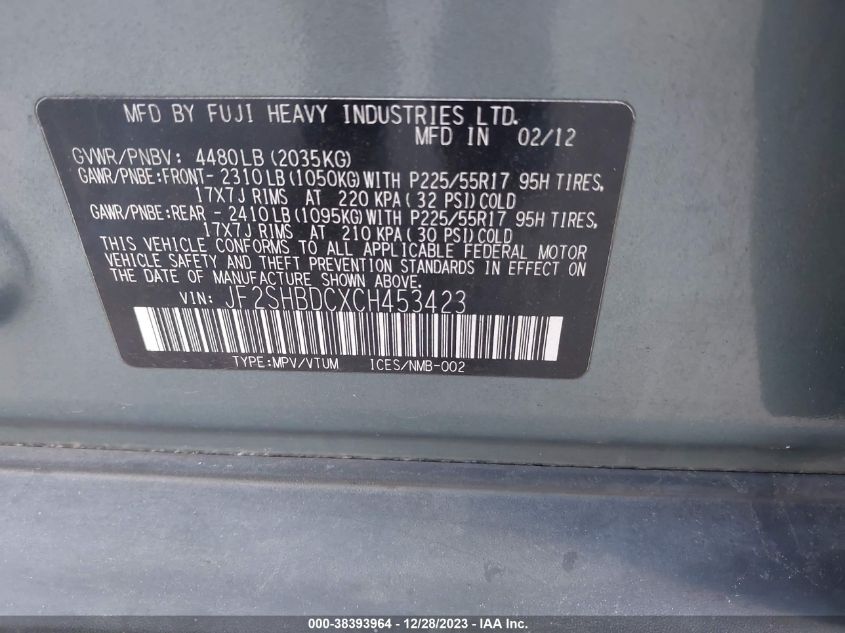 MFD BY FUJI HEAVY INDUSTRIES LTD.
MFD IN 02/12
GVWR/PNBV: 4480LB (2035KG)
GAWR/PNBE:FRONT- 2310LB (1050KG) WITH P225/55R17 95H TIRES,
17X7J RIMS AT 220 KPA (32 PSI) COLD
GAWR/PNBE:REAR - 2410LB (1095KG) WITH P225/55R17 95H TIRES,
17X7J RIMS AT 210 KPA (30 PSI) COLD
THIS VEHICLE CONFORMS TO ALL APPLICABLE FEDERAL MOTOR
VEHICLE SAFETY AND THEFT PREVENTION STANDARDS IN EFFECT ON
THE DATE OF MANUFACTURE SHOWN ABOVE.
VIN: JF2SHBDCXCH453423
TYPE:MPV/VTUM ICES/NMB-002
000-38393964 - 12/28/2023 - IAA Inc.